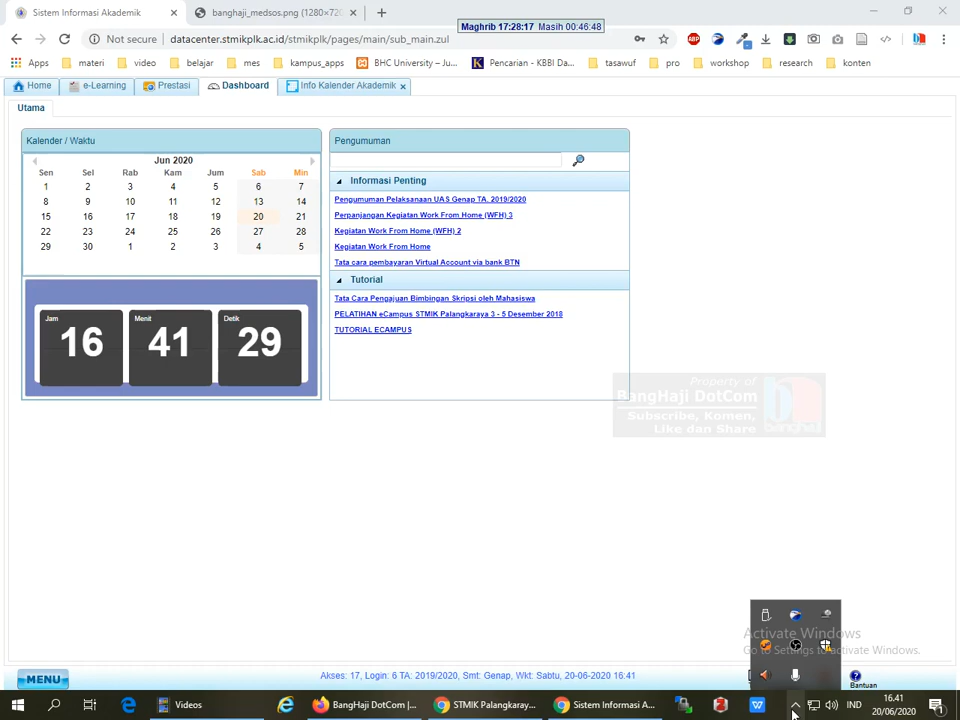 Sistem Informasi Akademik
banghaji_medsos.png (1280×720)
Maghrib 17:28:17 Masih 00:46:48
Not secure
datacenter.stmikplk.ac.id/stmikplk/pages/main/sub_main.zul
Apps materi video belajar mes kampus_apps BHC University – Ju... Pencarian - KBBI Da... tasawuf pro workshop research konten
Home e-Learning Prestasi Dashboard Info Kalender Akademik
Utama
Kalender / Waktu
Jun 2020
Sen Sel Rab Kam Jum Sab Min
1 2 3 4 5 6 7
8 9 10 11 12 13 14
15 16 17 18 19 20 21
22 23 24 25 26 27 28
29 30 1 2 3 4 5
Jam Menit Detik
16 41 29
Pengumuman
Informasi Penting
Pengumuman Pelaksanaan UAS Genap TA. 2019/2020
Perpanjangan Kegiatan Work From Home (WFH) 3
Kegiatan Work From Home (WFH) 2
Kegiatan Work From Home
Tata cara pembayaran Virtual Account via bank BTN
Tutorial
Tata Cara Pengajuan Bimbingan Skripsi oleh Mahasiswa
PELATIHAN eCampus STMIK Palangkaraya 3 - 5 Desember 2018
TUTORIAL ECAMPUS
Property of
BangHaji DotCom
Subscribe, Komen,
Like dan Share
Activate Windows
Go to Settings to activate Windows.
MENU
Akses: 17, Login: 6 TA: 2019/2020, Smt: Genap, Wkt: Sabtu, 20-06-2020 16:41
Bantuan
Videos
BangHaji DotCom |...
STMIK Palangkaray...
Sistem Informasi A...
IND
16.41
20/06/2020
1